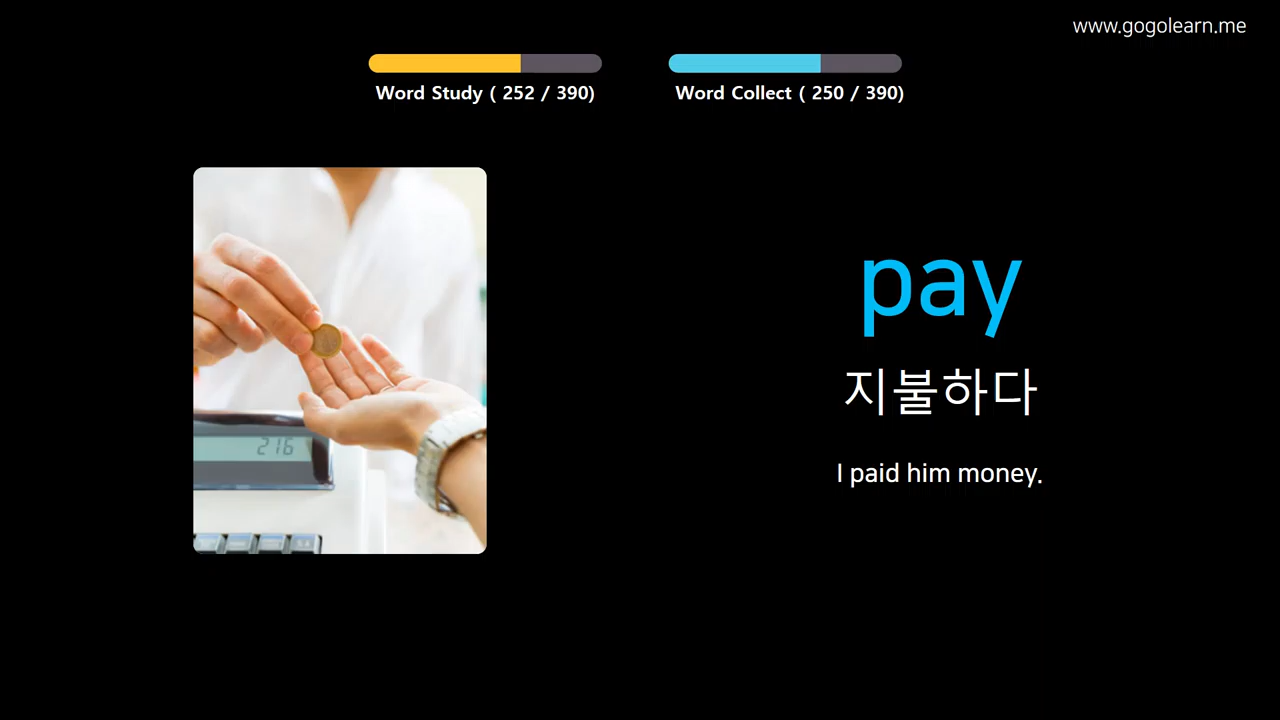 www.gogolearn.me
Word Study ( 252 / 390)
Word Collect ( 250 / 390)
216
pay
지불하다
I paid him money.